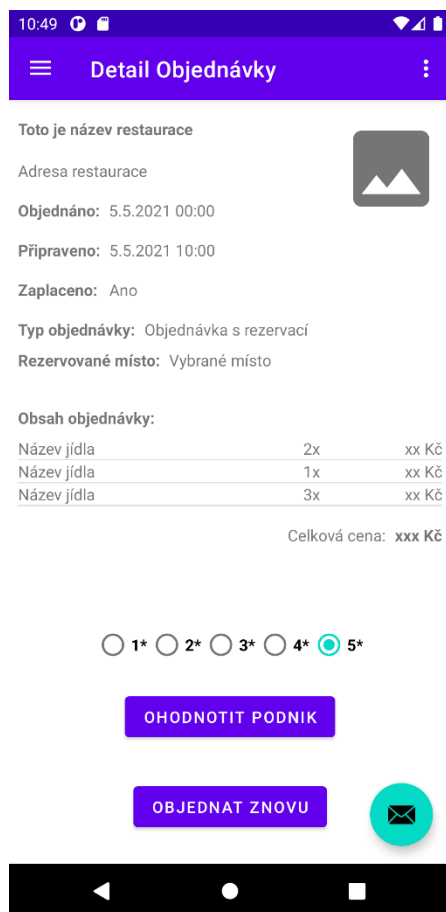 10:49
Detail Objednávky
Toto je název restaurace
Adresa restaurace
Objednáno: 5.5.2021 00:00
Připraveno: 5.5.2021 10:00
Zaplaceno: Ano
Typ objednávky: Objednávka s rezervací
Rezervované místo: Vybrané místo
Obsah objednávky:
Název jídla 2x xx Kč
Název jídla 1x xx Kč
Název jídla 3x xx Kč
Celková cena: xxx Kč
1* 2* 3* 4* 5*
OHODNOTIT PODNIK
OBJEDNAT ZNOVU